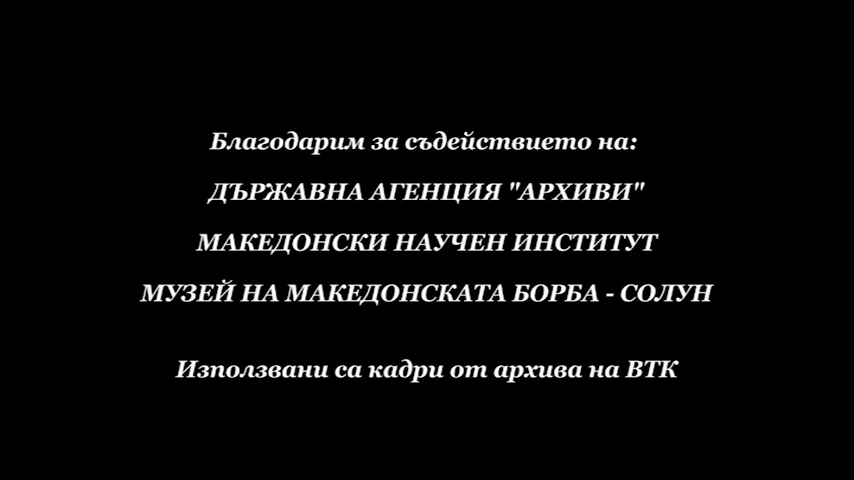 Благодарим за съдействието на:
ДЪРЖАВНА АГЕНЦИЯ "АРХИВИ"
МАКЕДОНСКИ НАУЧЕН ИНСТИТУТ
МУЗЕЙ НА МАКЕДОНСКАТА БОРБА - СОЛУН
Използвани са кадри от архива на ВТК